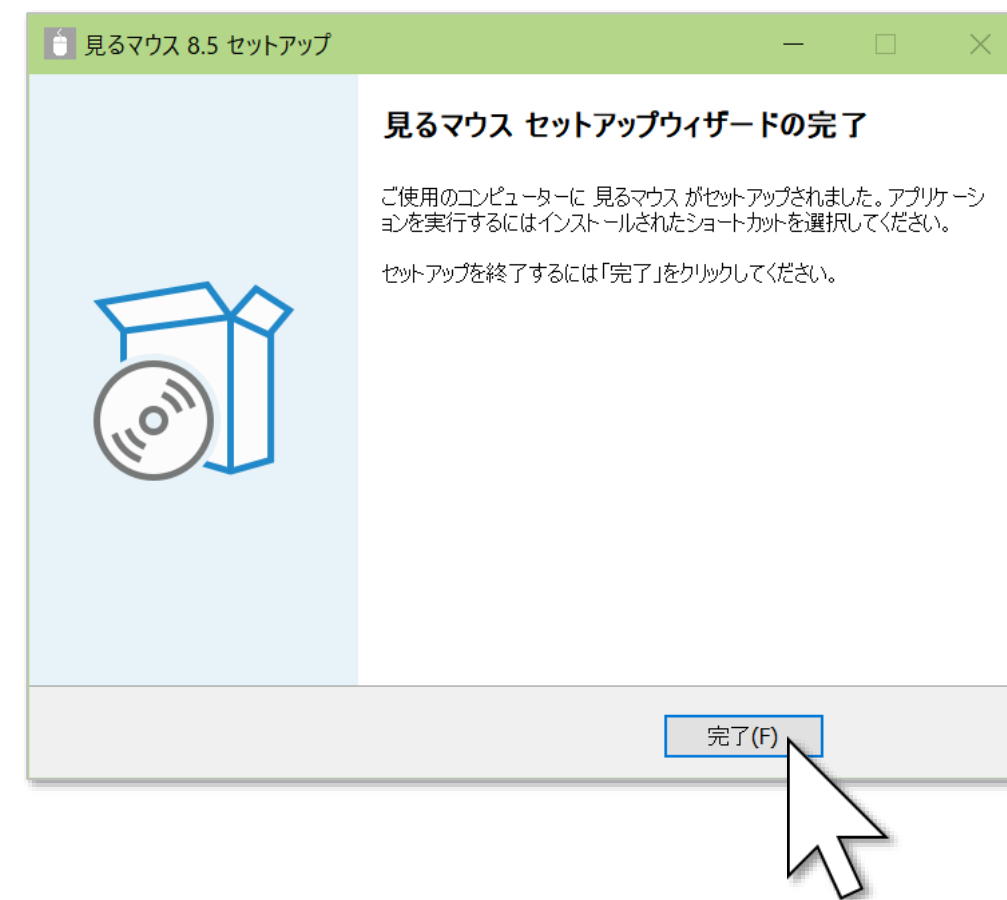 見るマウス 8.5 セットアップ
見るマウス セットアップウィザードの完了
ご使用のコンピューターに 見るマウス がセットアップされました。アプリケーシ
ョンを実行するにはインストールされたショートカットを選択してください。
セットアップを終了するには「完了」をクリックしてください。
完了(F)